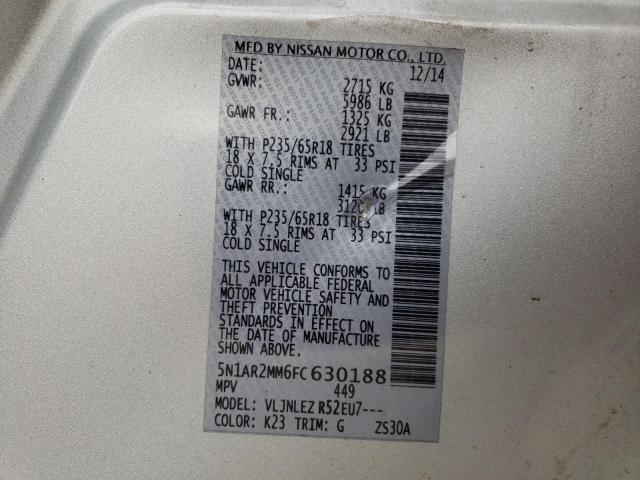 MFD BY NISSAN MOTOR CO., LTD.
DATE: 12/14
GVWR: 2715 KG
5986 LB
GAWR FR.: 1325 KG
2921 LB
WITH P235/65R18 TIRES
18 X 7.5 RIMS AT 33 PSI
COLD SINGLE
GAWR RR.: 1415 KG
LB
WITH P235/65R18 TIRES
18 X 7.5 RIMS AT 33 PSI
COLD SINGLE
THIS VEHICLE CONFORMS TO
ALL APPLICABLE FEDERAL
MOTOR VEHICLE SAFETY AND
THEFT PREVENTION
STANDARDS IN EFFECT ON
THE DATE OF MANUFACTURE
SHOWN ABOVE.
5N1AR2MM6FC630188
MPV 449
MODEL: VLJNLEZ R52EU7---
COLOR: K23 TRIM: G ZS30A